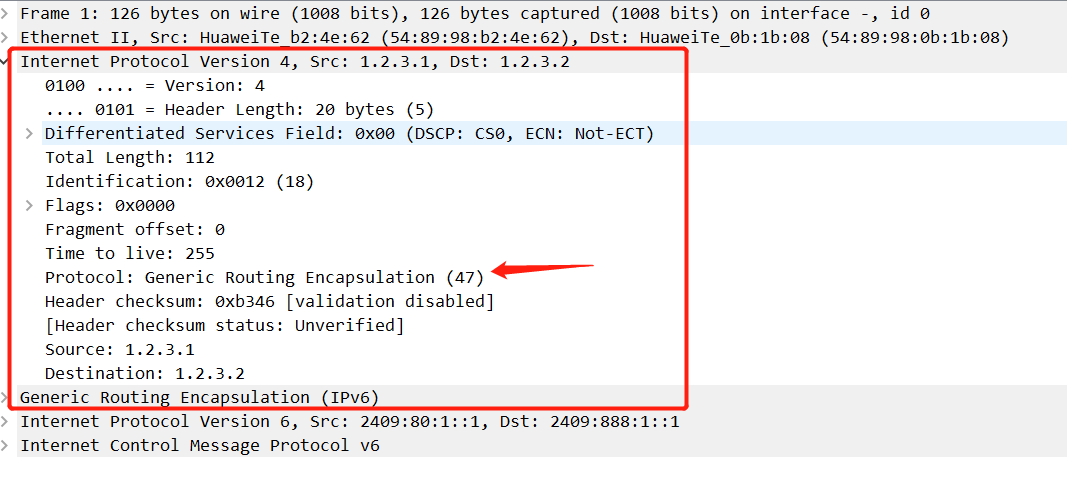 Frame 1: 126 bytes on wire (1008 bits), 126 bytes captured (1008 bits) on interface -, id 0
Ethernet II, Src: HuaweiTe_b2:4e:62 (54:89:98:b2:4e:62), Dst: HuaweiTe_0b:1b:08 (54:89:98:0b:1b:08)
Internet Protocol Version 4, Src: 1.2.3.1, Dst: 1.2.3.2
0100 .... = Version: 4
.... 0101 = Header Length: 20 bytes (5)
Differentiated Services Field: 0x00 (DSCP: CS0, ECN: Not-ECT)
Total Length: 112
Identification: 0x0012 (18)
Flags: 0x0000
Fragment offset: 0
Time to live: 255
Protocol: Generic Routing Encapsulation (47)
Header checksum: 0xb346 [validation disabled]
[Header checksum status: Unverified]
Source: 1.2.3.1
Destination: 1.2.3.2
Generic Routing Encapsulation (IPv6)
Internet Protocol Version 6, Src: 2409:80:1::1, Dst: 2409:888:1::1
Internet Control Message Protocol v6